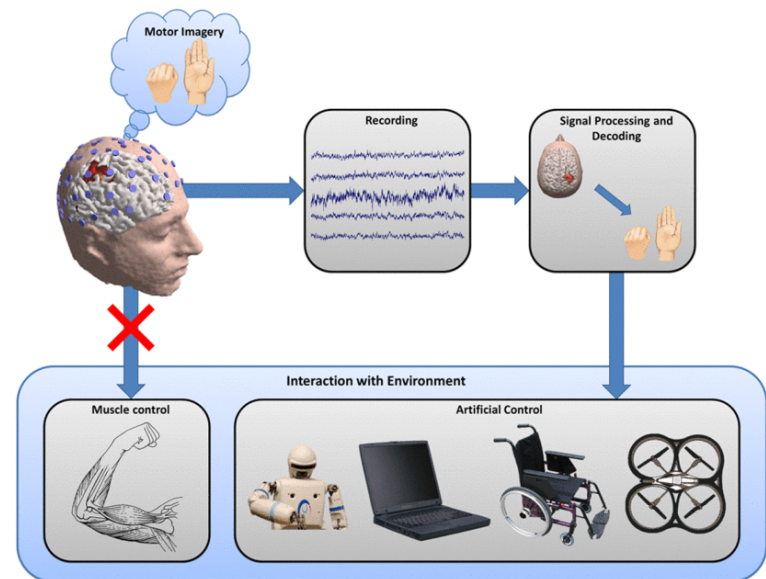 Motor Imagery
Recording
Signal Processing and
Decoding
Interaction with Environment
Muscle control
Artificial Control